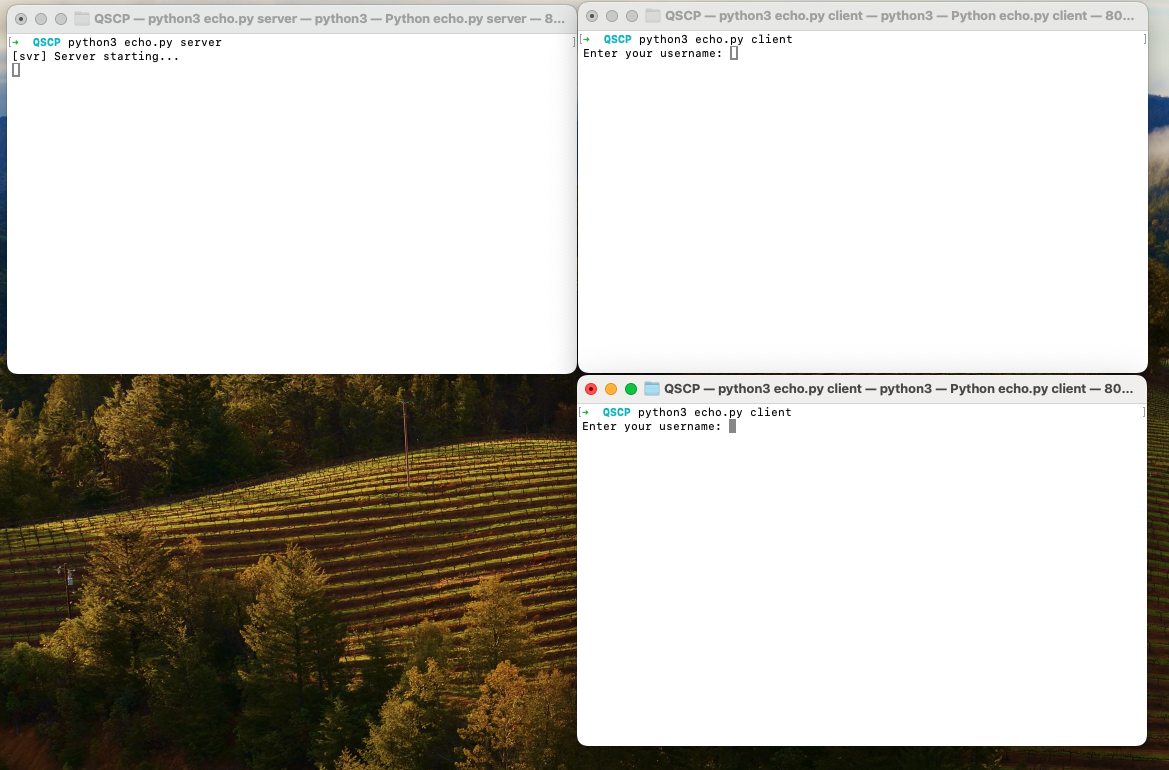 QSCP — python3 echo.py server — python3 — Python echo.py server — 8...
[➜ QSCP python3 echo.py server ]
[svr] Server starting...
QSCP — python3 echo.py client — python3 — Python echo.py client — 80...
[➜ QSCP python3 echo.py client ]
Enter your username:
QSCP — python3 echo.py client — python3 — Python echo.py client — 80...
[➜ QSCP python3 echo.py client ]
Enter your username: